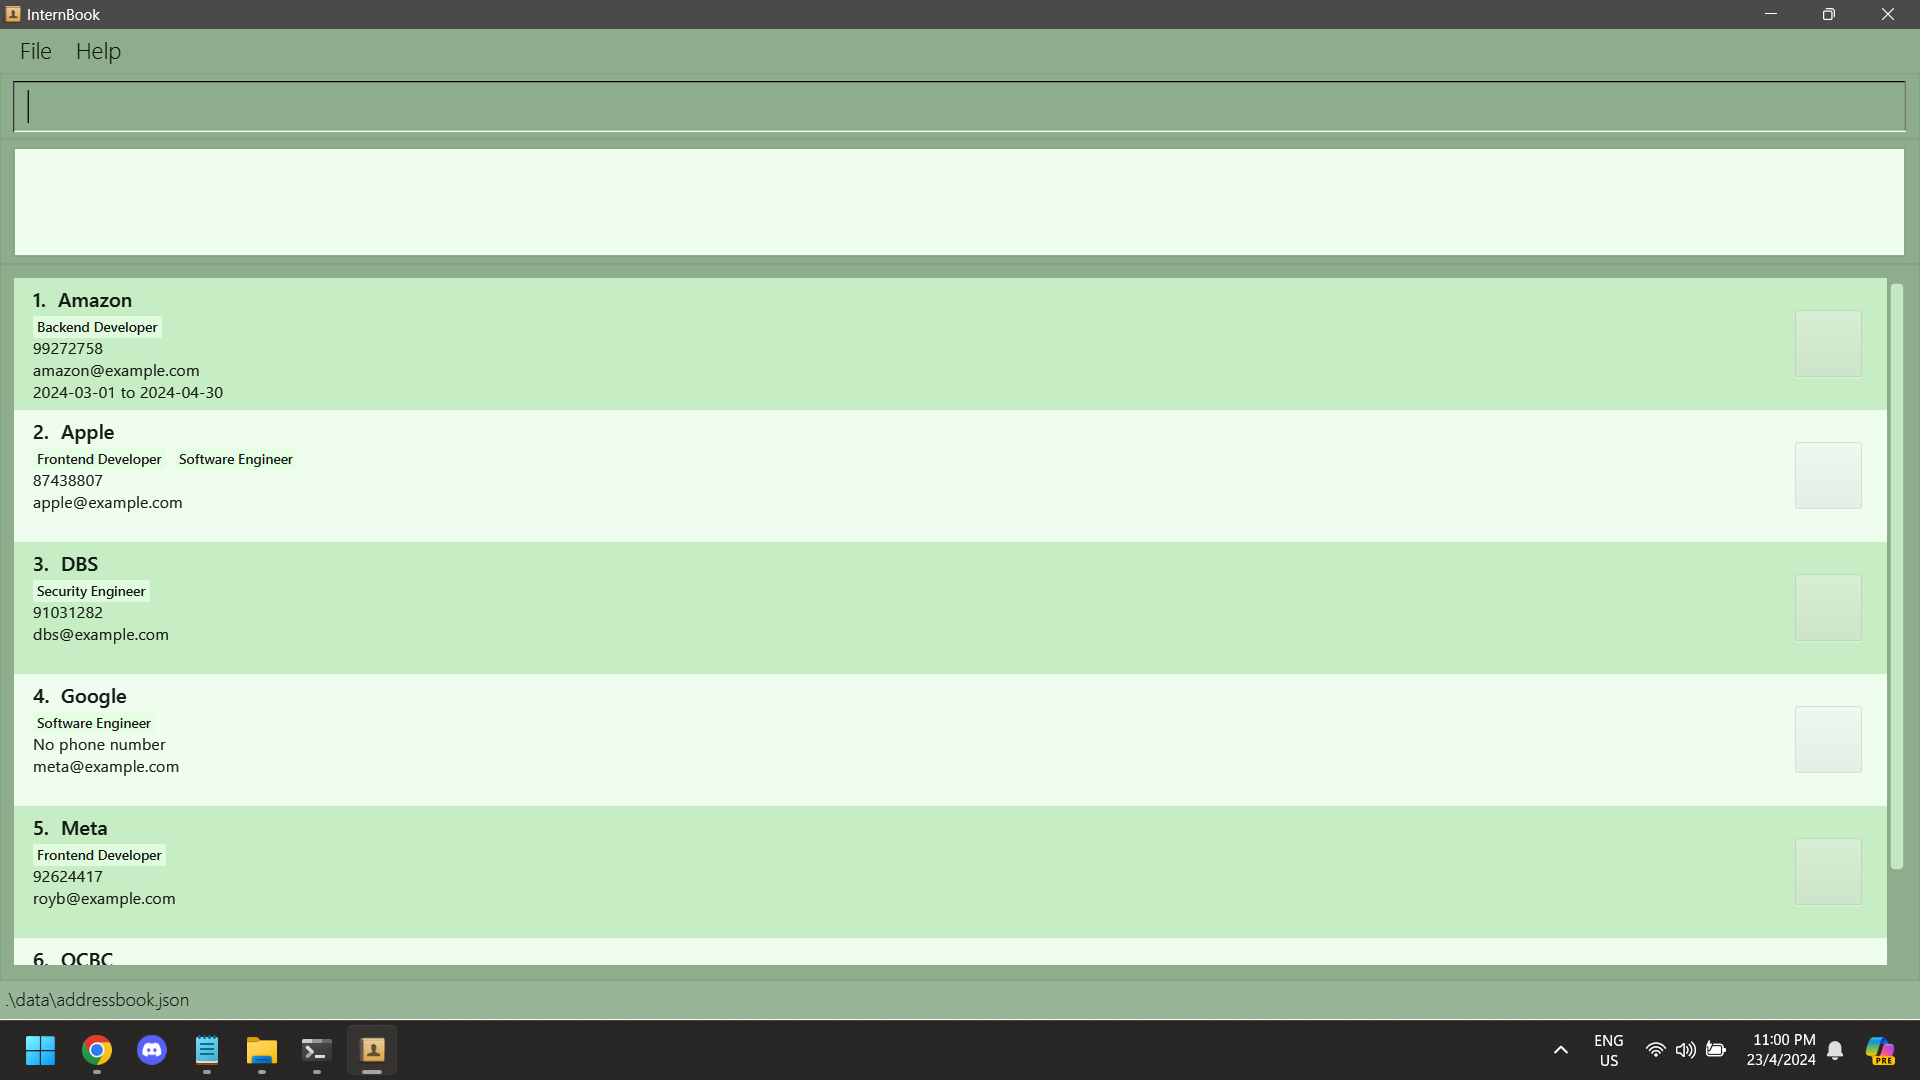 InternBook
File Help
1. Amazon
Backend Developer
99272758
amazon@example.com
2024-03-01 to 2024-04-30
2. Apple
Frontend Developer Software Engineer
87438807
apple@example.com
3. DBS
Security Engineer
91031282
dbs@example.com
4. Google
Software Engineer
No phone number
meta@example.com
5. Meta
Frontend Developer
92624417
royb@example.com
6. OCBC
.\data\addressbook.json
ENG
US
11:00 PM
23/4/2024
PRE